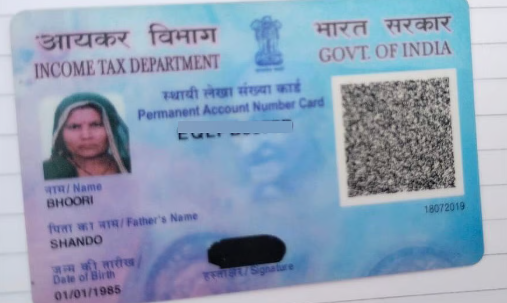 आयकर विभाग
INCOME TAX DEPARTMENT
भारत सरकार
GOVT. OF INDIA
स्थायी लेखा संख्या कार्ड
Permanent Account Number Card
नाम / Name
BHOORI
पिता का नाम / Father's Name
SHANDO
जन्म की तारीख /
Date of Birth
01/01/1985
हस्ताक्षर / Signature
18072019